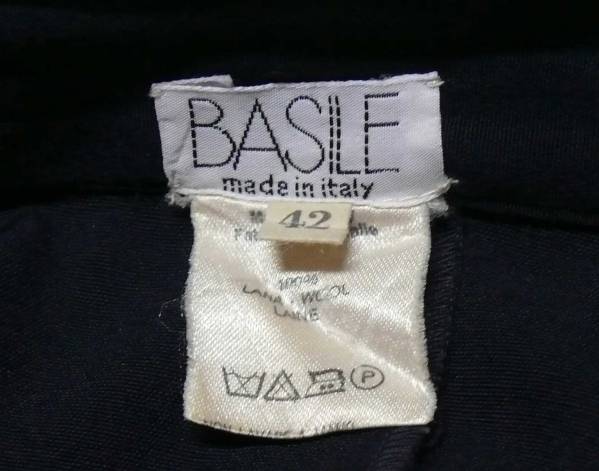 BASILE
made in italy
42
100%
LANA - WOOL
LAINE
P